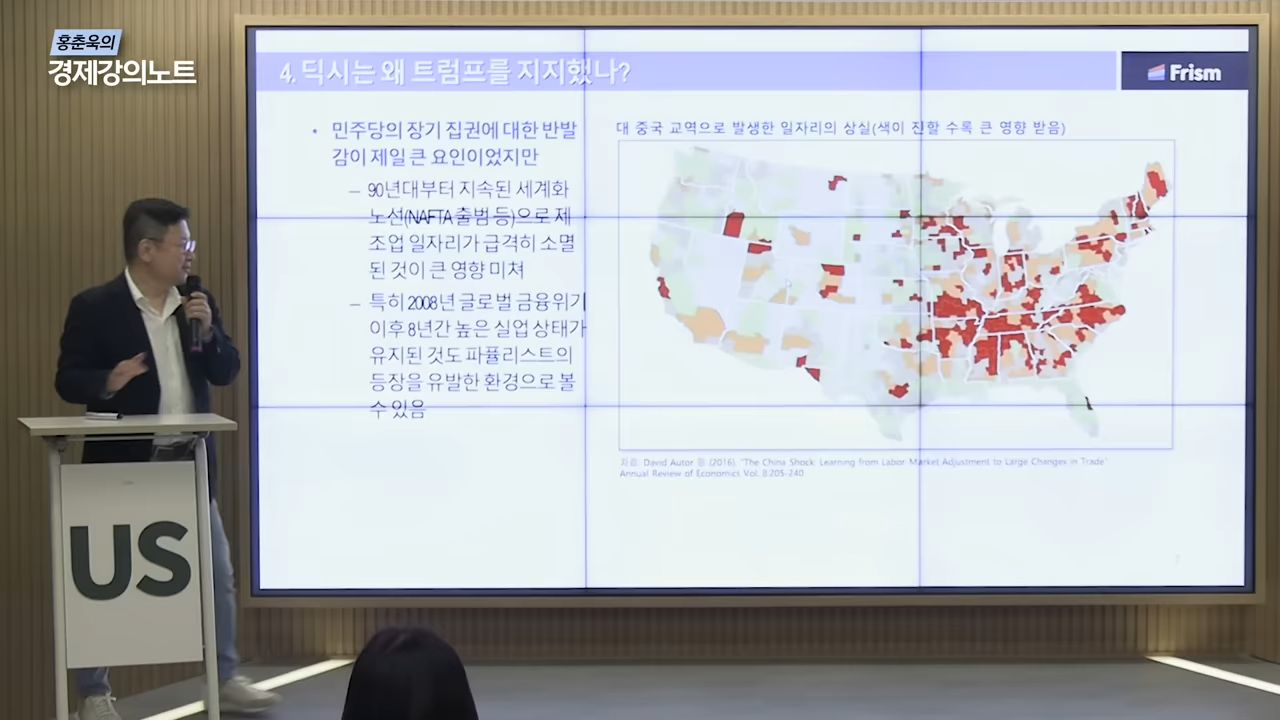 홍춘욱의
경제강의노트
4. 딕시는 왜 트럼프를 지지했나?
Frism
• 민주당의 장기 집권에 대한 반발
감이 제일 큰 요인이었지만
– 90년대부터 지속된 세계화
노선(NAFTA 출범 등)으로 제
조업 일자리가 급격히 소멸
된 것이 큰 영향 미쳐
– 특히 2008년 글로벌 금융위기
이후 8년간 높은 실업 상태가
유지된 것도 파퓰리스트의
등장을 유발한 환경으로 볼
수 있음
대 중국 교역으로 발생한 일자리의 상실(색이 진할 수록 큰 영향 받음)
자료: David Autor 등 (2016), "The China Shock: Learning from Labor-Market Adjustment to Large Changes in Trade"
Annual Review of Economics Vol. 8:205-240.
US